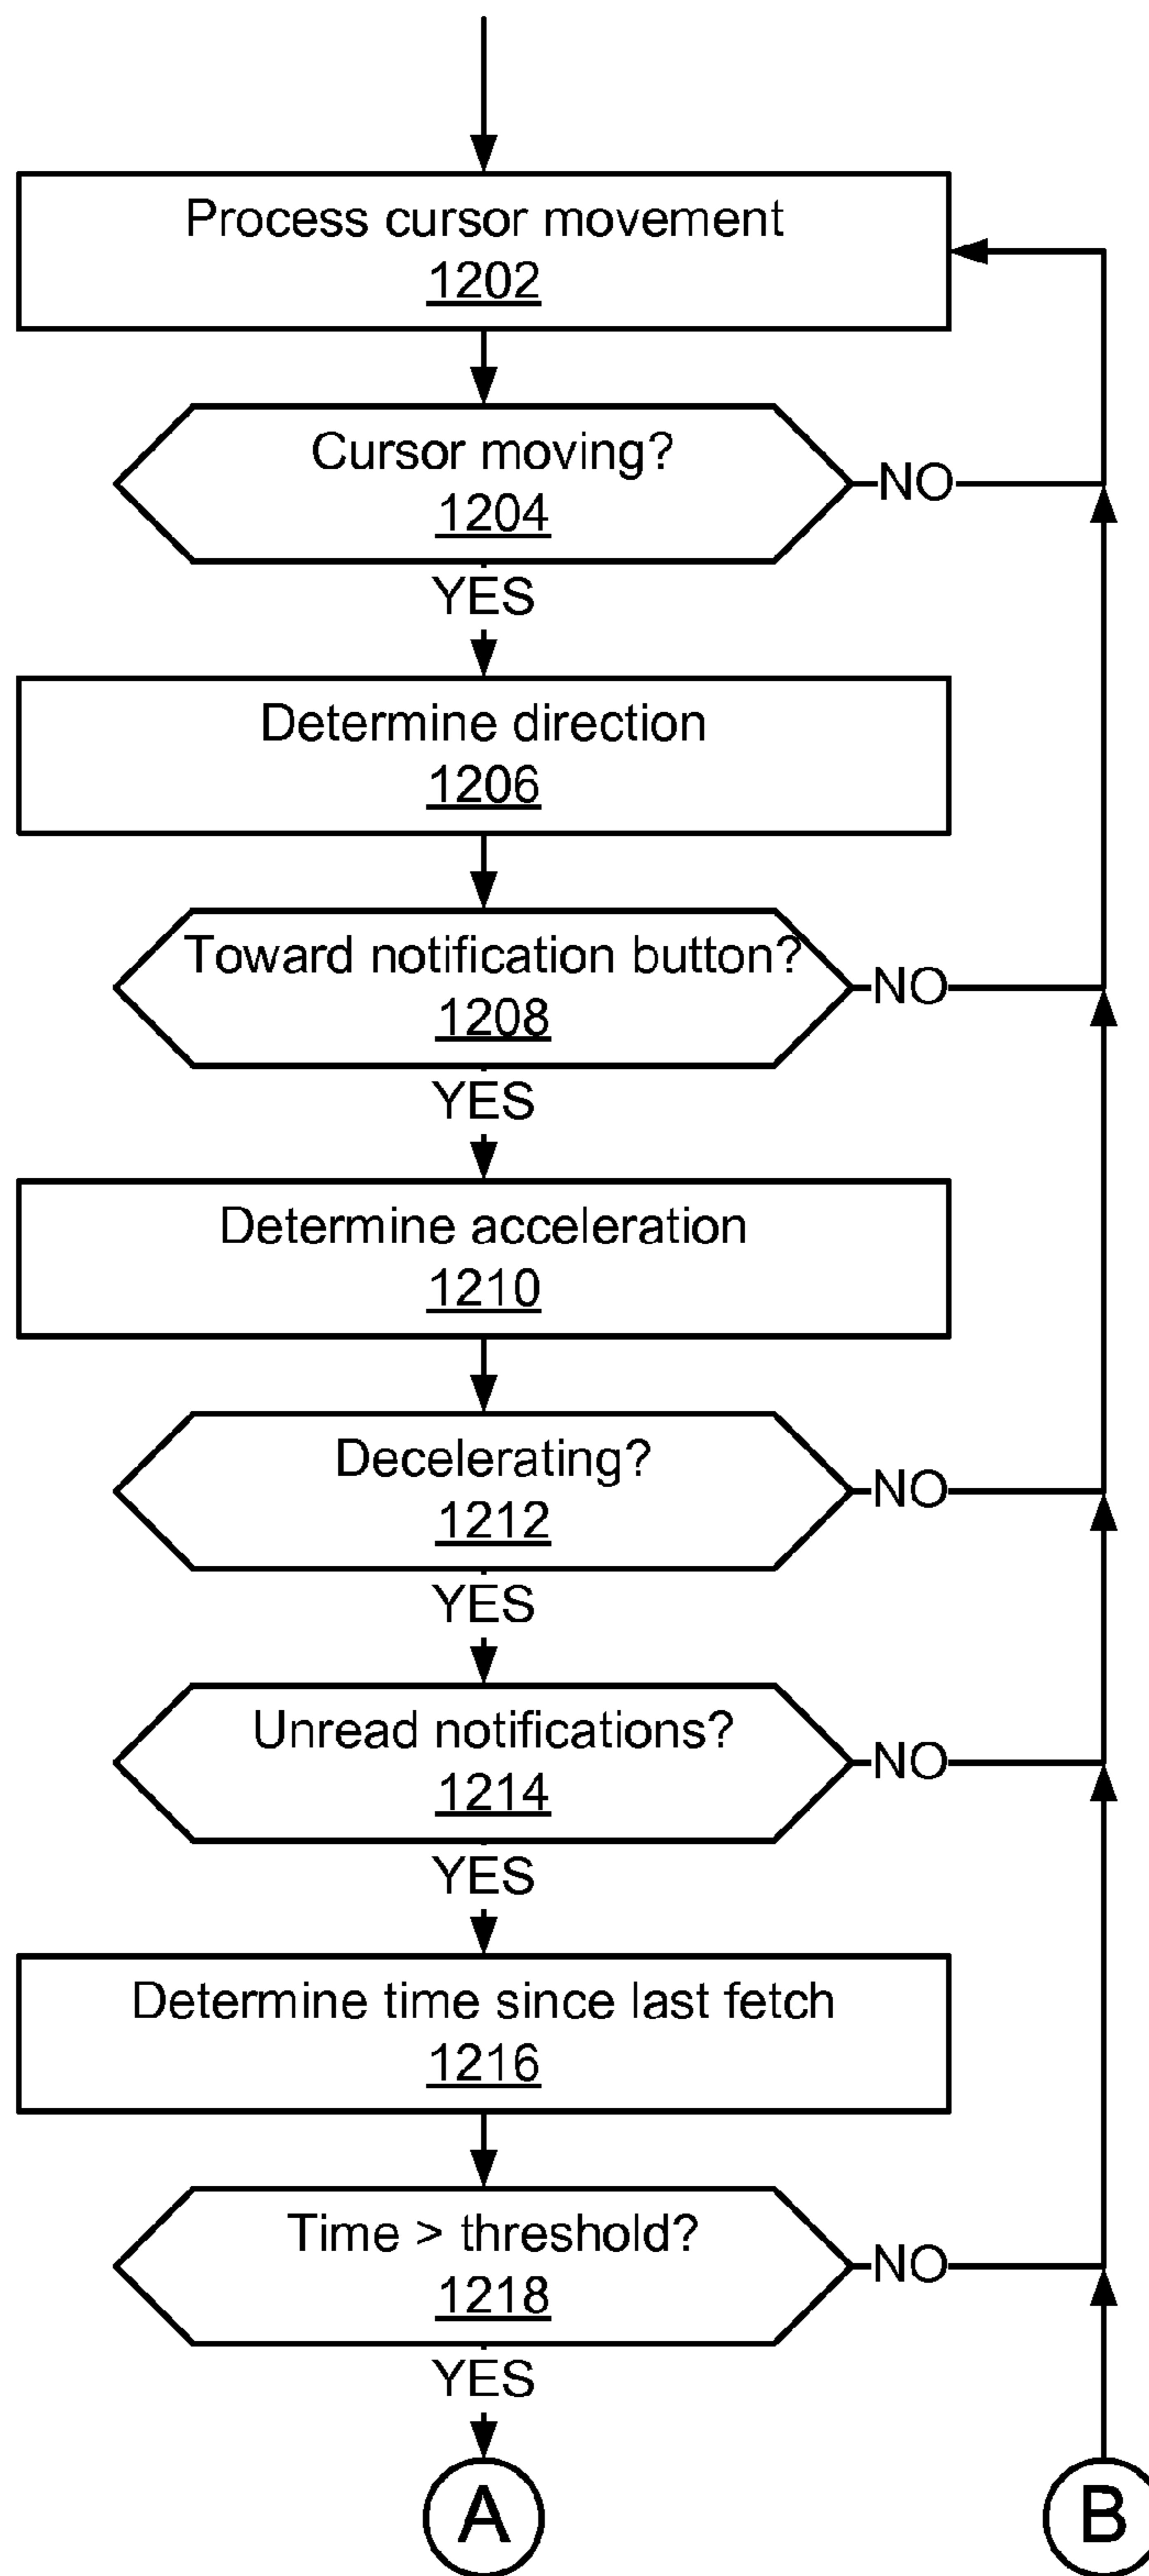 Process cursor movement
1202
Cursor moving?
1204
NO
YES
Determine direction
1206
Toward notification button?
1208
NO
YES
Determine acceleration
1210
Decelerating?
1212
NO
YES
Unread notifications?
1214
NO
YES
Determine time since last fetch
1216
Time > threshold?
1218
NO
YES
A
B